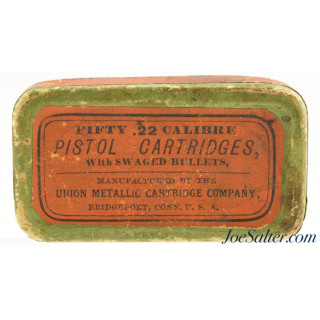 FIFTY .22 CALIBRE
PISTOL CARTRIDGES,
With SWAGED BULLETS,
MANUFACTURED BY THE
UNION METALLIC CARTRIDGE COMPANY,
BRIDGEPORT, CONN. U. S. A.
JoeSalter.com